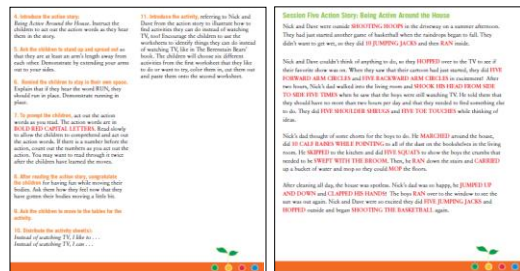 4. Introduce the action story.
Being Active Around the House. Instruct the
children to act out the action words as they hear
them in the story.
5. Ask the children to stand up and spread out so
that they are at least an arm's length away from
each other. Demonstrate by extending your arms
out to your sides.
6. Remind the children to stay in their own space.
Explain that if they hear the word RUN, they
should run in place. Demonstrate running in
place.
7. To prompt the children, act out the action
words as you read. The action words are in
BOLD RED CAPITAL LETTERS. Read slowly
to allow the children to comprehend and act out
the action words. If there is a number before the
action, count out the numbers as you act out the
action. You may want to read through it twice
after the children have learned the moves.
8. After reading the action story, congratulate
the children for having fun while moving their
bodies. Ask them how they feel now that they
have gotten their bodies moving a little bit.
9. Ask the children to move to the tables for the
activity.
10. Distribute the activity sheet(s):
Instead of watching TV, I like to . . .
Instead of watching TV, I can . . .
11. Introduce the activity, referring to Nick and
Dave from the action story to illustrate how to
find activities they can do instead of watching
TV, too! Encourage the children to use the
worksheets to identify things they can do instead
of watching TV, like in The Berenstain Bears'
book. The children will choose six different
activities from the first worksheet that they like
to do or want to try, color them in, cut them out
and paste them onto the second worksheet.
Session Five Action Story: Being Active Around the House
Nick and Dave were outside SHOOTING HOOPS in the driveway on a summer afternoon.
They had just started another game of basketball when the raindrops began to fall. They
didn't want to get wet, so they did 10 JUMPING JACKS and then RAN inside.
Nick and Dave couldn't think of anything to do, so they HOPPED over to the TV to see if
their favorite show was on. When they saw that their cartoon had just started, they did FIVE
FORWARD ARM CIRCLES and FIVE BACKWARD ARM CIRCLES in excitement! After
two hours, Nick's dad walked into the living room and SHOOK HIS HEAD FROM SIDE
TO SIDE FIVE TIMES when he saw that the boys were still watching TV. He told them that
they should have no more than two hours per day and that they needed to find something else
to do. They did FIVE SHOULDER SHRUGS and FIVE TOE TOUCHES while thinking of
ideas.
Nick's dad thought of some chores for the boys to do. He MARCHED around the house,
did 10 CALF RAISES WHILE POINTING to all of the dust on the bookshelves in the living
room. He SKIPPED to the kitchen and did FIVE SQUATS to show the boys the crumbs that
needed to be SWEPT WITH THE BROOM. Then, he RAN down the stairs and CARRIED
up a bucket of water and mop so they could MOP the floors.
After cleaning all day, the house was spotless. Nick's dad was so happy, he JUMPED UP
AND DOWN and CLAPPED HIS HANDS! The boys RAN over to the window to see the
sun was out again. Nick and Dave were so excited they did FIVE JUMPING JACKS and
HOPPED outside and began SHOOTING THE BASKETBALL again.